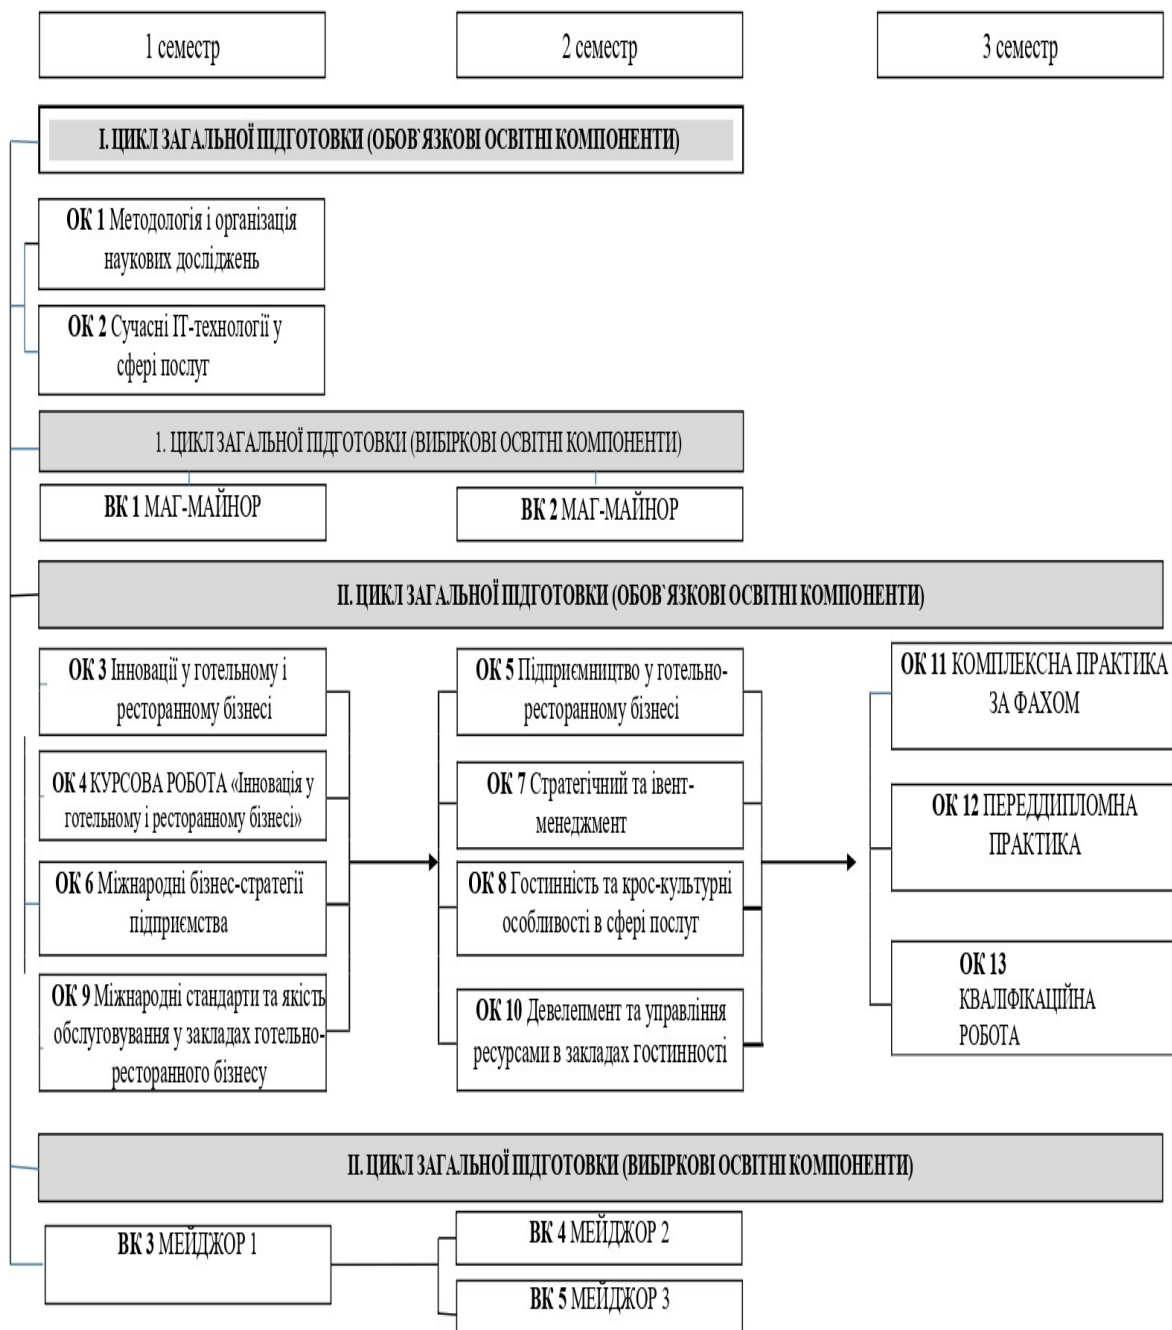 1 семестр
2 семестр
3 семестр
І. ЦИКЛ ЗАГАЛЬНОЇ ПІДГОТОВКИ (ОБОВ`ЯЗКОВІ ОСВІТНІ КОМПОНЕНТИ)
ОК 1 Методологія і організація
наукових досліджень
ОК 2 Сучасні ІТ-технології у
сфері послуг
1. ЦИКЛ ЗАГАЛЬНОЇ ПІДГОТОВКИ (ВИБІРКОВІ ОСВІТНІ КОМПОНЕНТИ)
ВК 1 МАГ-МАЙНОР
ВК 2 МАГ-МАЙНОР
ІІ. ЦИКЛ ЗАГАЛЬНОЇ ПІДГОТОВКИ (ОБОВ`ЯЗКОВІ ОСВІТНІ КОМПОНЕНТИ)
ОК 3 Інновації у готельному і
ресторанному бізнесі
ОК 4 КУРСОВА РОБОТА «Інновація у
готельному і ресторанному бізнесі»
ОК 6 Міжнародні бізнес-стратегії
підприємства
ОК 9 Міжнародні стандарти та якість
обслуговування у закладах готельно-
ресторанного бізнесу
ОК 5 Підприємництво у готельно-
ресторанному бізнесі
ОК 7 Стратегічний та івент-
менеджмент
ОК 8 Гостинність та крос-культурні
особливості в сфері послуг
ОК 10 Девелепмент та управління
ресурсами в закладах гостинності
ОК 11 КОМПЛЕКСНА ПРАКТИКА
ЗА ФАХОМ
ОК 12 ПЕРЕДДИПЛОМНА
ПРАКТИКА
ОК 13
КВАЛІФІКАЦІЙНА
РОБОТА
ІІ. ЦИКЛ ЗАГАЛЬНОЇ ПІДГОТОВКИ (ВИБІРКОВІ ОСВІТНІ КОМПОНЕНТИ)
ВК 3 МЕЙДЖОР 1
ВК 4 МЕЙДЖОР 2
ВК 5 МЕЙДЖОР 3